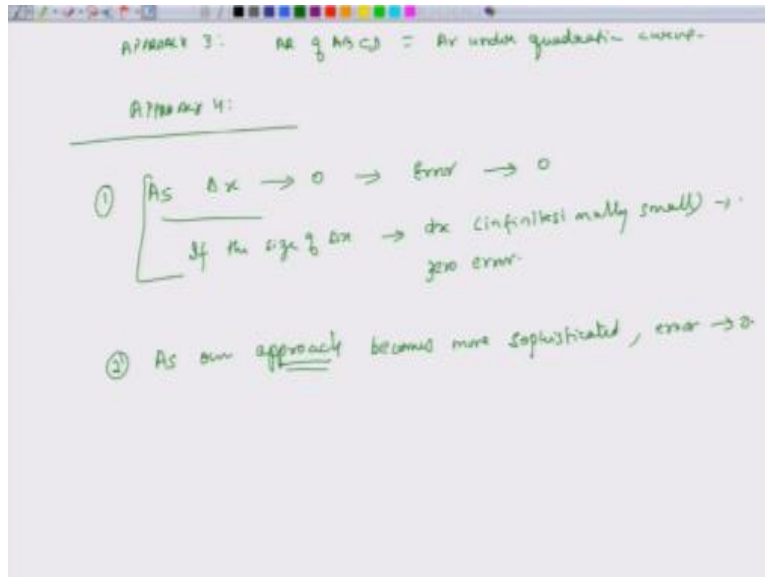 APPROACH 3: AR of ABCD = Ar under quadratic curve.
APPROACH 4:
① As Δx → 0 → Error → 0
If the size of Δx → dx (infinitesimally small) →
zero error.
② As our approach becomes more sophisticated, error → 0.